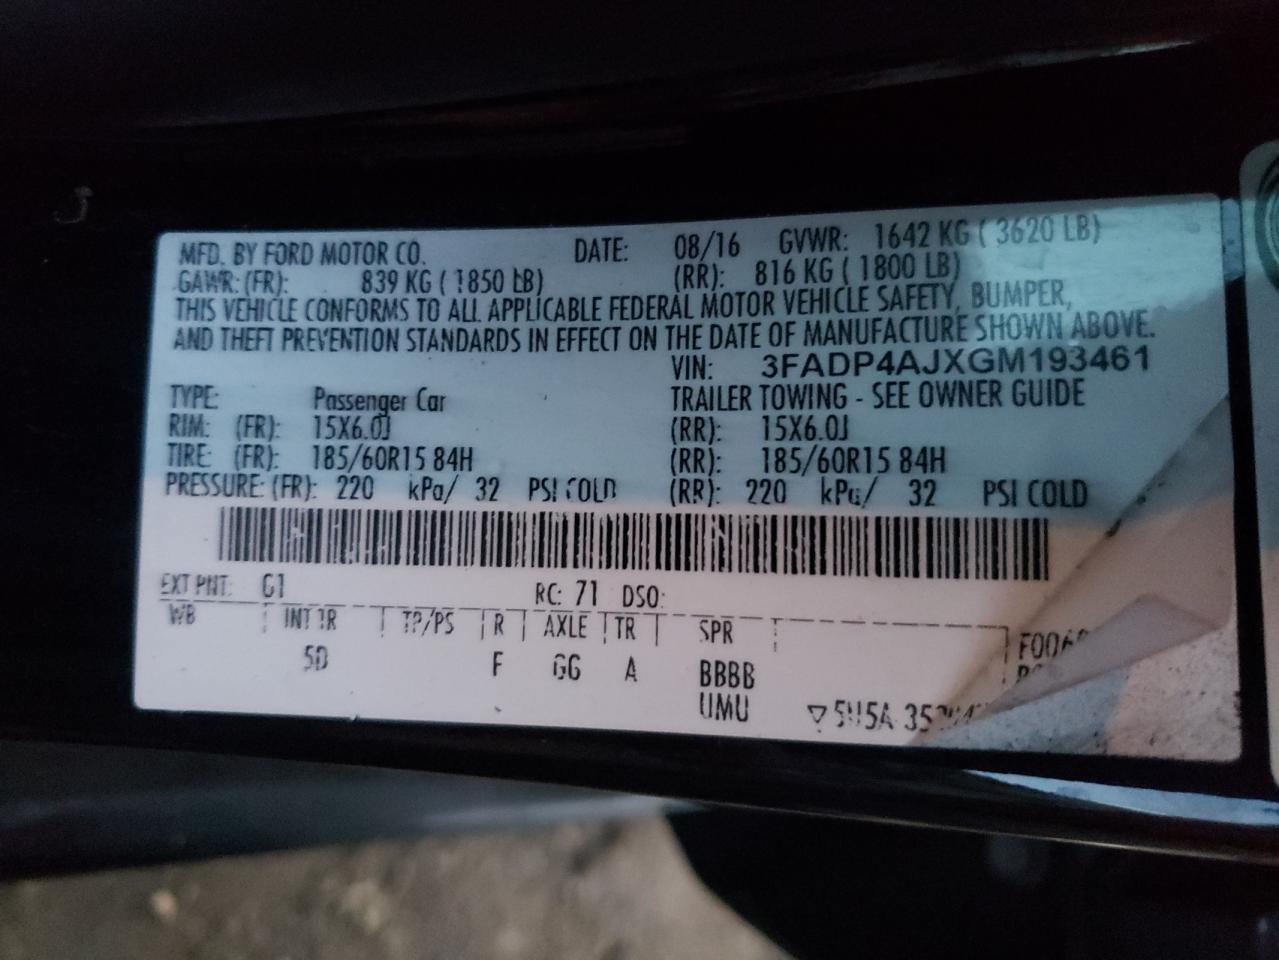 MFD. BY FORD MOTOR CO. DATE: 08/16 GVWR: 1642 KG ( 3620 LB)
GAWR: (FR): 839 KG ( 1850 LB) (RR): 816 KG ( 1800 LB)
THIS VEHICLE CONFORMS TO ALL APPLICABLE FEDERAL MOTOR VEHICLE SAFETY, BUMPER,
AND THEFT PREVENTION STANDARDS IN EFFECT ON THE DATE OF MANUFACTURE SHOWN ABOVE.
VIN: 3FADP4AJXGM193461
TYPE: Passenger Car TRAILER TOWING - SEE OWNER GUIDE
RIM: (FR): 15X6.0J (RR): 15X6.0J
TIRE: (FR): 185/60R15 84H (RR): 185/60R15 84H
PRESSURE: (FR): 220 kPa/ 32 PSI COLD (RR): 220 kPa/ 32 PSI COLD
EXT PNT: G1 RC: 71 DSO:
WB INT TR TP/PS R AXLE TR SPR
5D F GG A BBBB
UMU